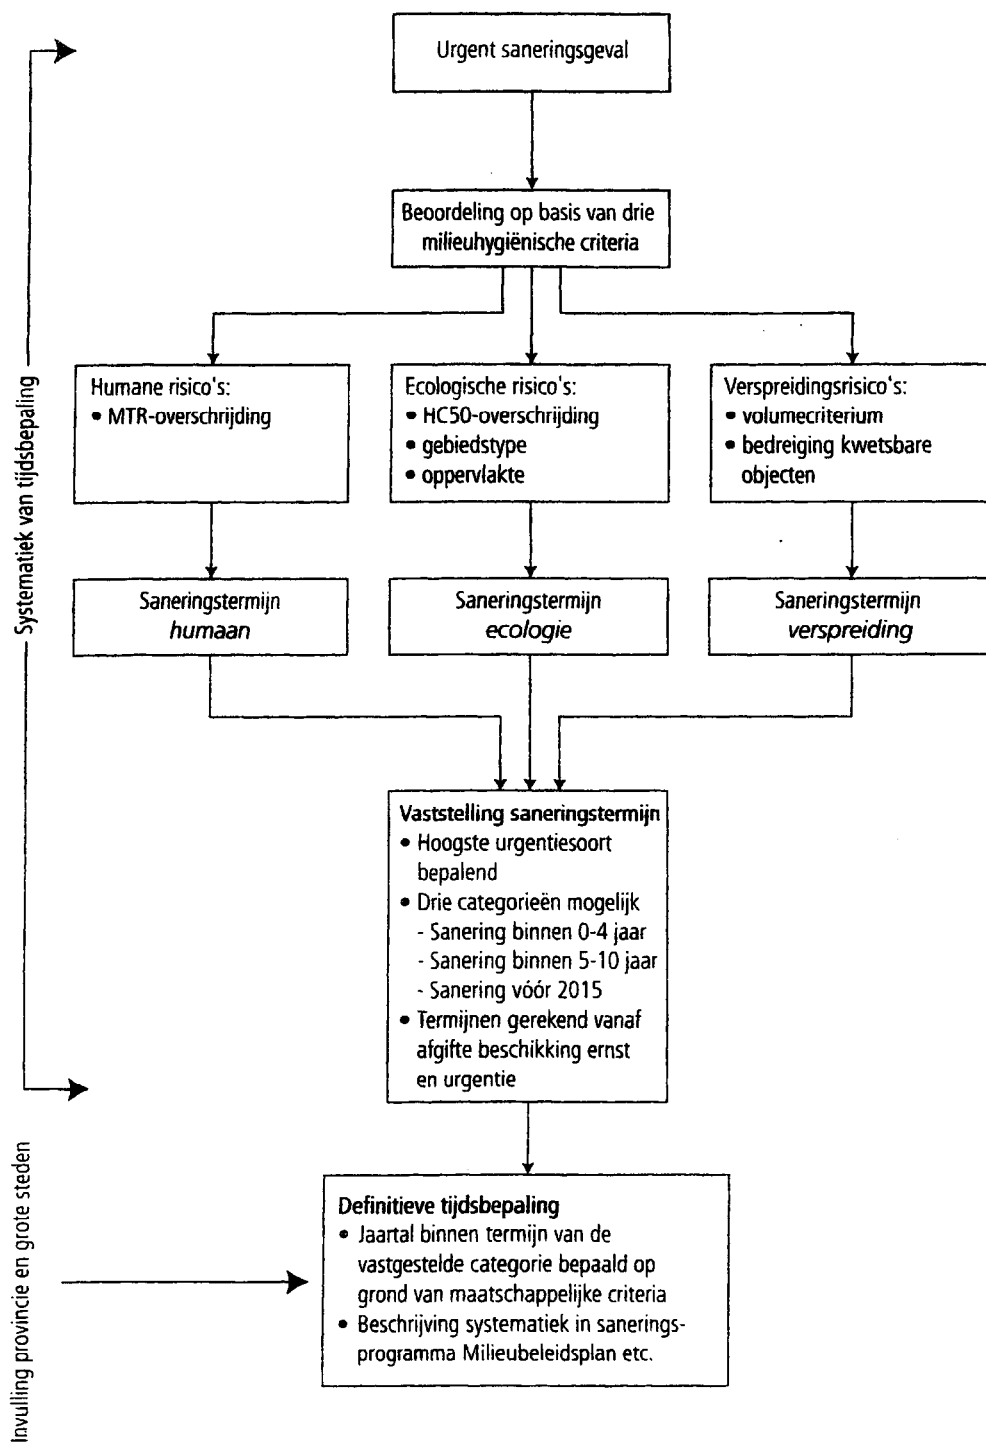 Urgent saneringsgeval
Beoordeling op basis van drie
milieuhygiënische criteria
Humane risico's:
• MTR-overschrijding
Ecologische risico's:
• HC50-overschrijding
• gebiedstype
• oppervlakte
Verspreidingsrisico's:
• volumecriterium
• bedreiging kwetsbare
objecten
Systematiek van tijdsbepaling
Saneringstermijn
humaan
Saneringstermijn
ecologie
Saneringstermijn
verspreiding
Vaststelling saneringstermijn
• Hoogste urgentiesoort
bepalend
• Drie categorieën mogelijk
- Sanering binnen 0-4 jaar
- Sanering binnen 5-10 jaar
- Sanering vóór 2015
• Termijnen gerekend vanaf
afgifte beschikking ernst
en urgentie
Invulling provincie en grote steden
Definitieve tijdsbepaling
• Jaartal binnen termijn van de
vastgestelde categorie bepaald op
grond van maatschappelijke criteria
• Beschrijving systematiek in sanerings-
programma Milieubeleidsplan etc.